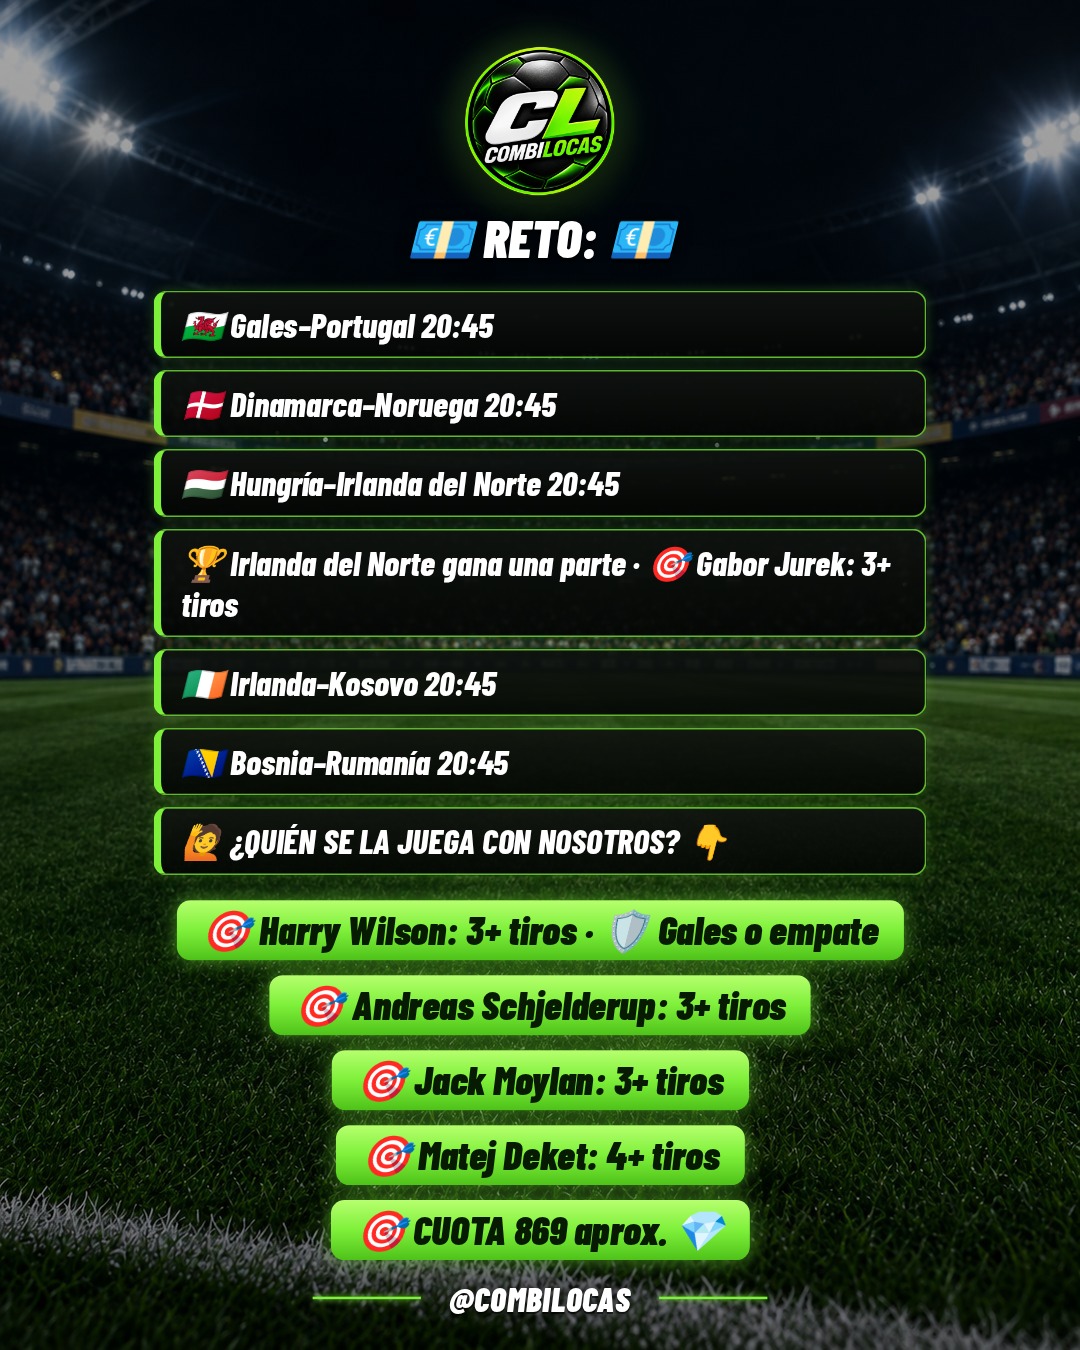 CL
COMBILOCAS
💶 RETO: 💶
🏴󠁧󠁢󠁷󠁬󠁳󠁿 Gales-Portugal 20:45
🇩🇰 Dinamarca-Noruega 20:45
🇭🇺 Hungría-Irlanda del Norte 20:45
🏆 Irlanda del Norte gana una parte · 🎯 Gabor Jurek: 3+
tiros
🇮🇪 Irlanda-Kosovo 20:45
🇧🇦 Bosnia-Rumanía 20:45
🙋 ¿QUIÉN SE LA JUEGA CON NOSOTROS? 👇
🎯 Harry Wilson: 3+ tiros · 🛡️ Gales o empate
🎯 Andreas Schjelderup: 3+ tiros
🎯 Jack Moylan: 3+ tiros
🎯 Matej Deket: 4+ tiros
🎯 CUOTA 869 aprox. 💎
@COMBILOCAS